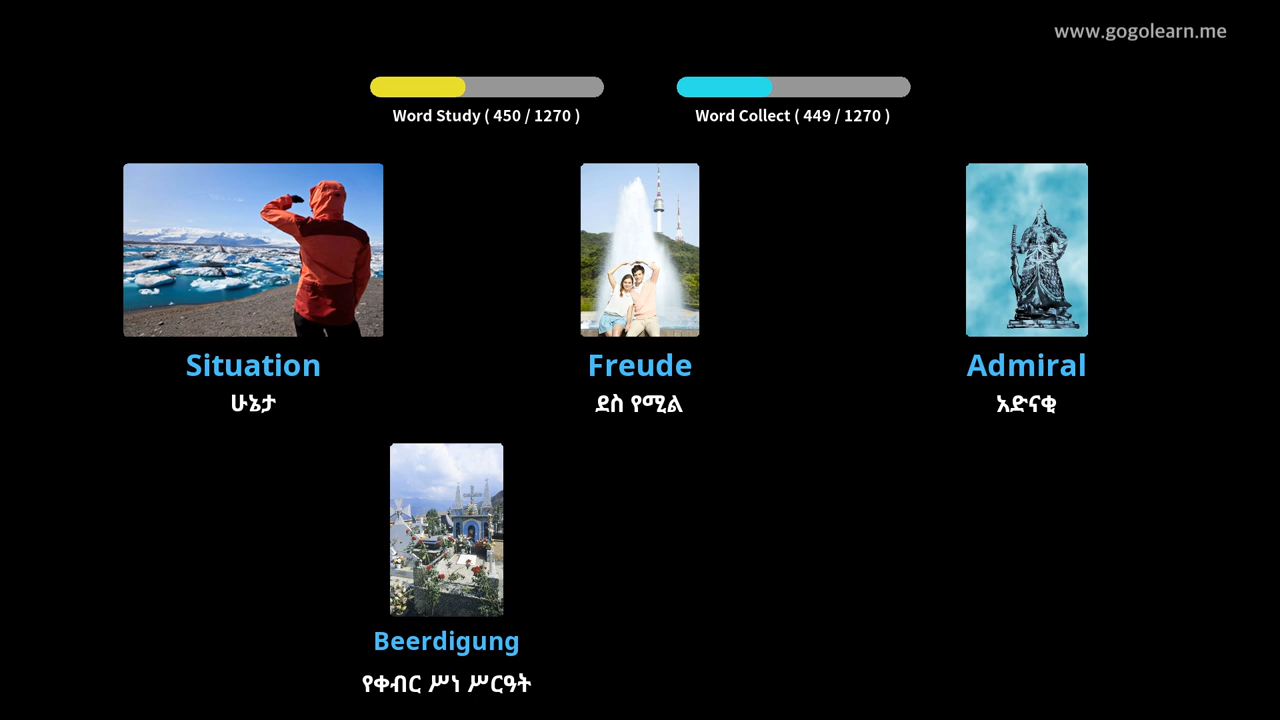 www.gogolearn.me
Word Study ( 450 / 1270 )
Word Collect ( 449 / 1270 )
Situation
ሁኔታ
Freude
ደስ የሚል
Admiral
አድናቂ
Beerdigung
የቀብር ሥነ ሥርዓት